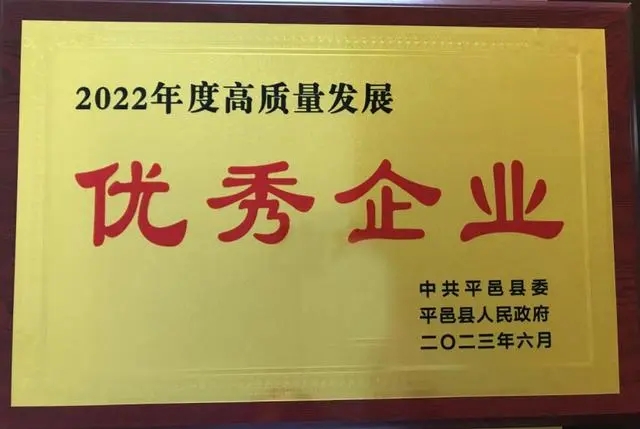 2022年度高质量发展
优秀企业
中共平邑县委
平邑县人民政府
二〇二三年六月